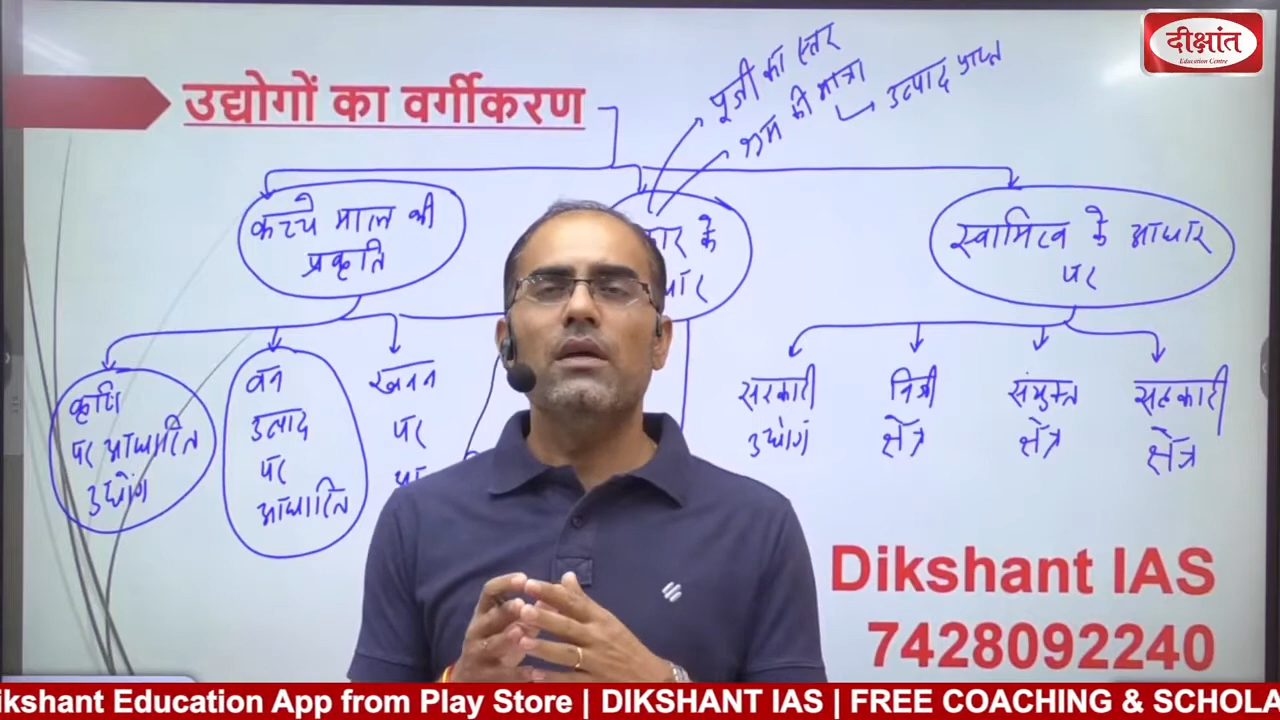 दीक्षांत
Education Centre
उद्योगों का वर्गीकरण
पूंजी का स्तर
श्रम की मात्रा
उत्पाद प्राप्त
कच्चे माल की
प्रकृति
के
स्वामित्व के आधार
पर
कृषि
पर आधारित
उद्योग
वन
उत्पाद
पर
आधारित
खनन
पर
सरकारी
उद्योग
निजी
क्षेत्र
संयुक्त
क्षेत्र
सहकारी
क्षेत्र
Dikshant IAS
7428092240
ikshant Education App from Play Store | DIKSHANT IAS | FREE COACHING & SCHOLA